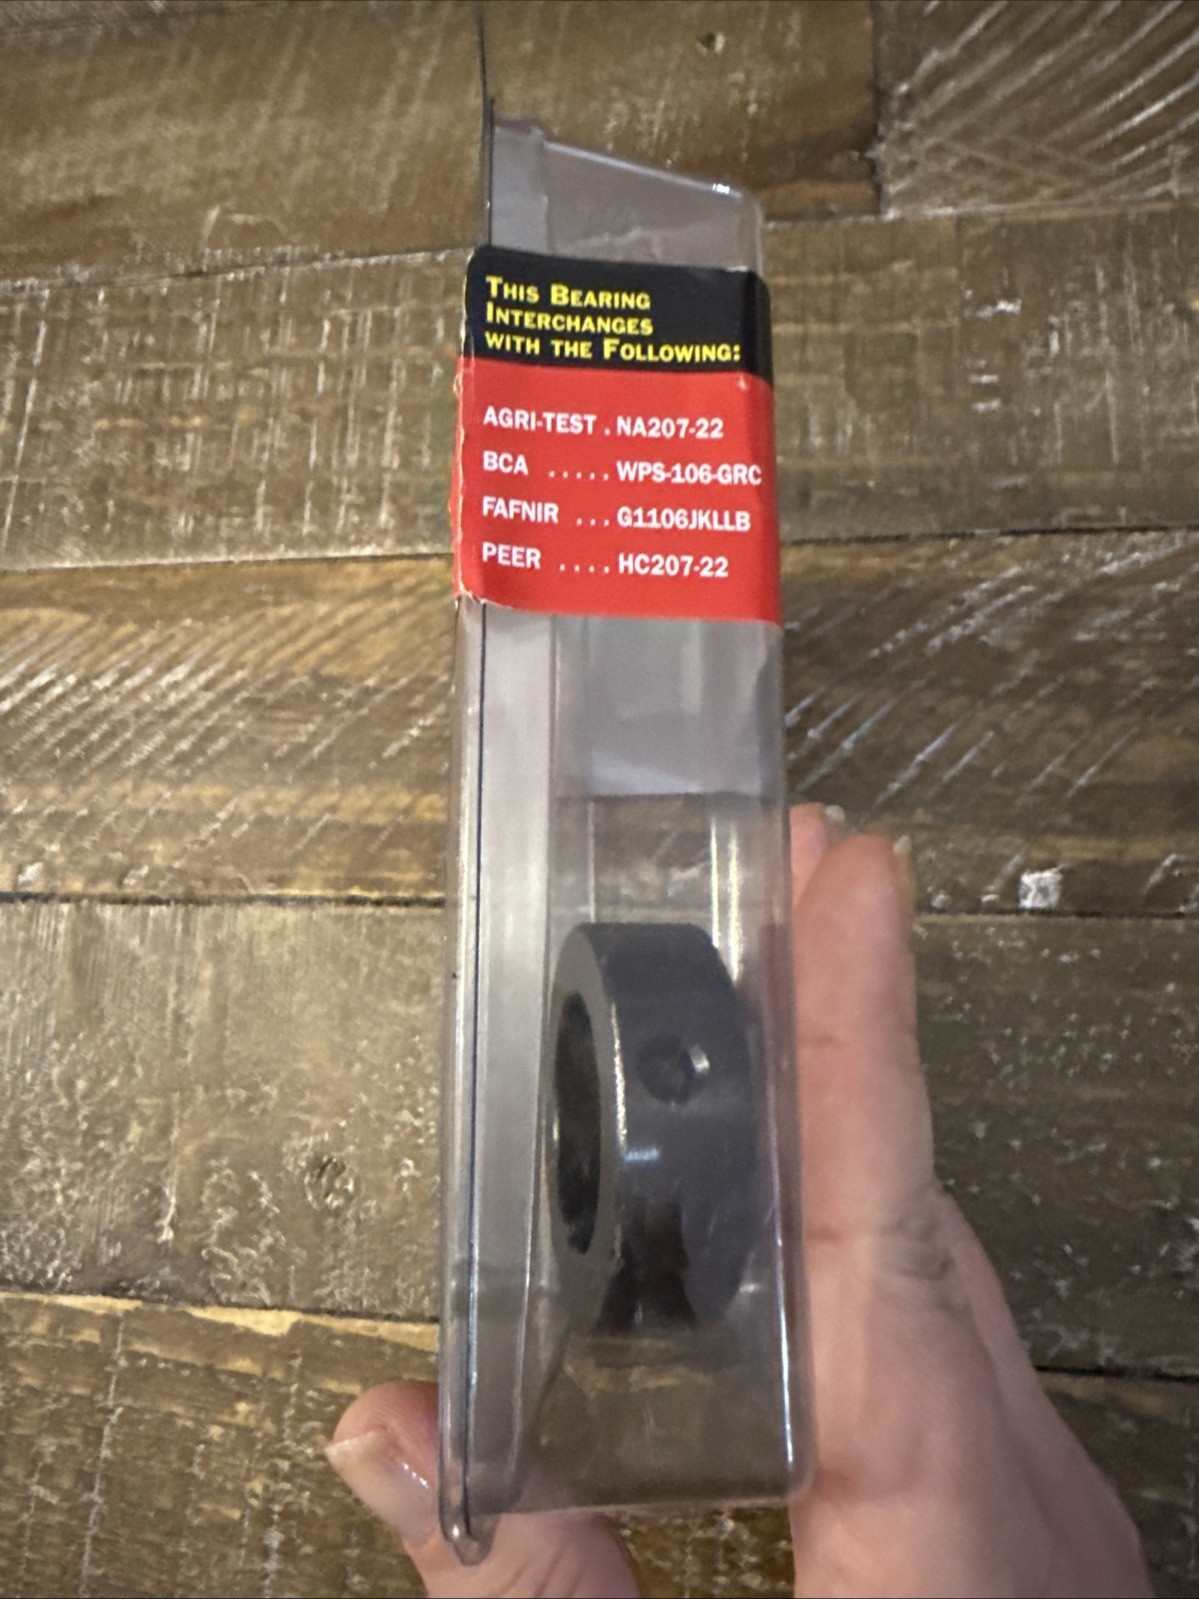 THIS BEARING
INTERCHANGES
WITH THE FOLLOWING:
AGRI-TEST . NA207-22
BCA ..... WPS-106-GRC
FAFNIR ... G1106JKLLB
PEER .... HC207-22